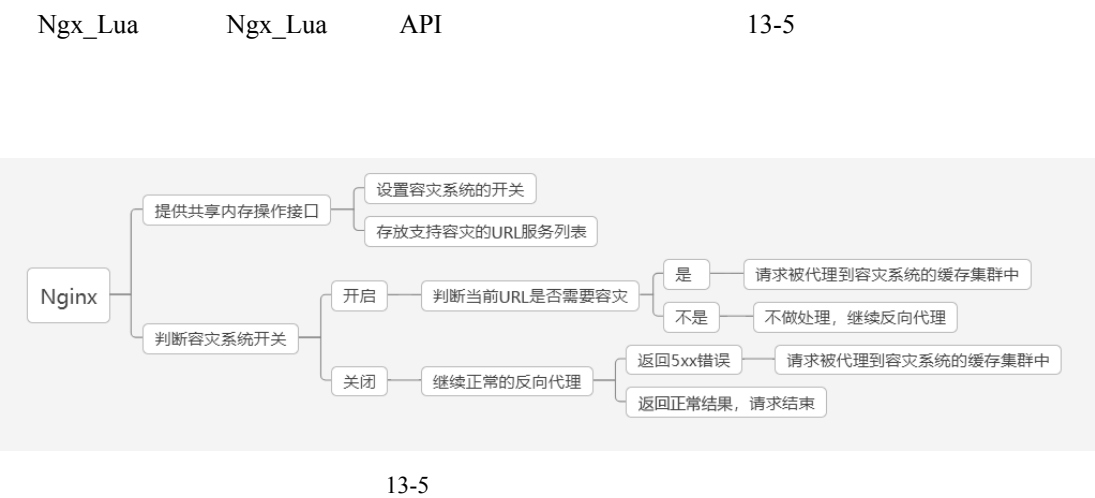 Ngx_Lua Ngx_Lua API 13-5
设置容灾系统的开关
提供共享内存操作接口
存放支持容灾的URL服务列表
Nginx
是
请求被代理到容灾系统的缓存集群中
开启
判断当前URL是否需要容灾
不是
不做处理，继续反向代理
判断容灾系统开关
返回5xx错误
请求被代理到容灾系统的缓存集群中
关闭
继续正常的反向代理
返回正常结果，请求结束
13-5